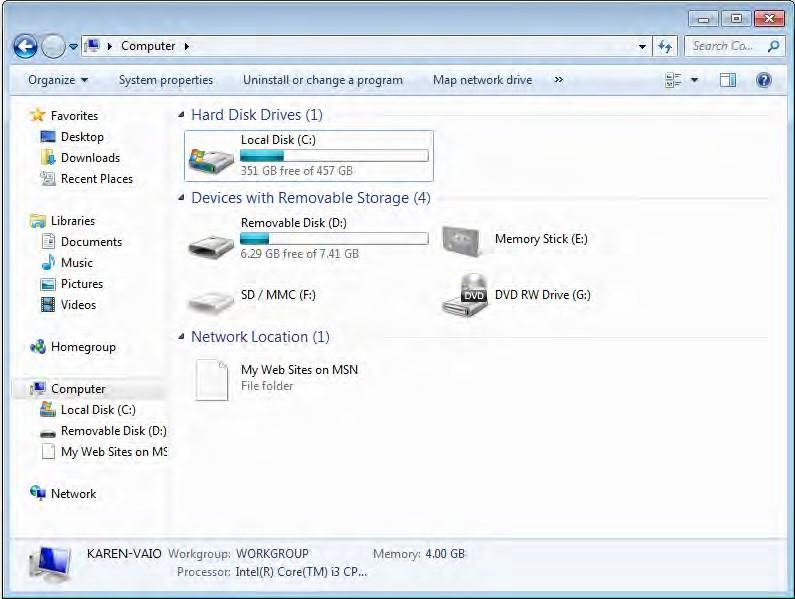 Computer
Search Co...
Organize
System properties
Uninstall or change a program
Map network drive
»
Favorites
Desktop
Downloads
Recent Places
Libraries
Documents
Music
Pictures
Videos
Homegroup
Computer
Local Disk (C:)
Removable Disk (D:)
My Web Sites on MS
Network
Hard Disk Drives (1)
Local Disk (C:)
351 GB free of 457 GB
Devices with Removable Storage (4)
Removable Disk (D:)
6.29 GB free of 7.41 GB
Memory Stick (E:)
SD / MMC (F:)
DVD
DVD RW Drive (G:)
Network Location (1)
My Web Sites on MSN
File folder
KAREN-VAIO Workgroup: WORKGROUP Memory: 4.00 GB
Processor: Intel(R) Core(TM) i3 CP...